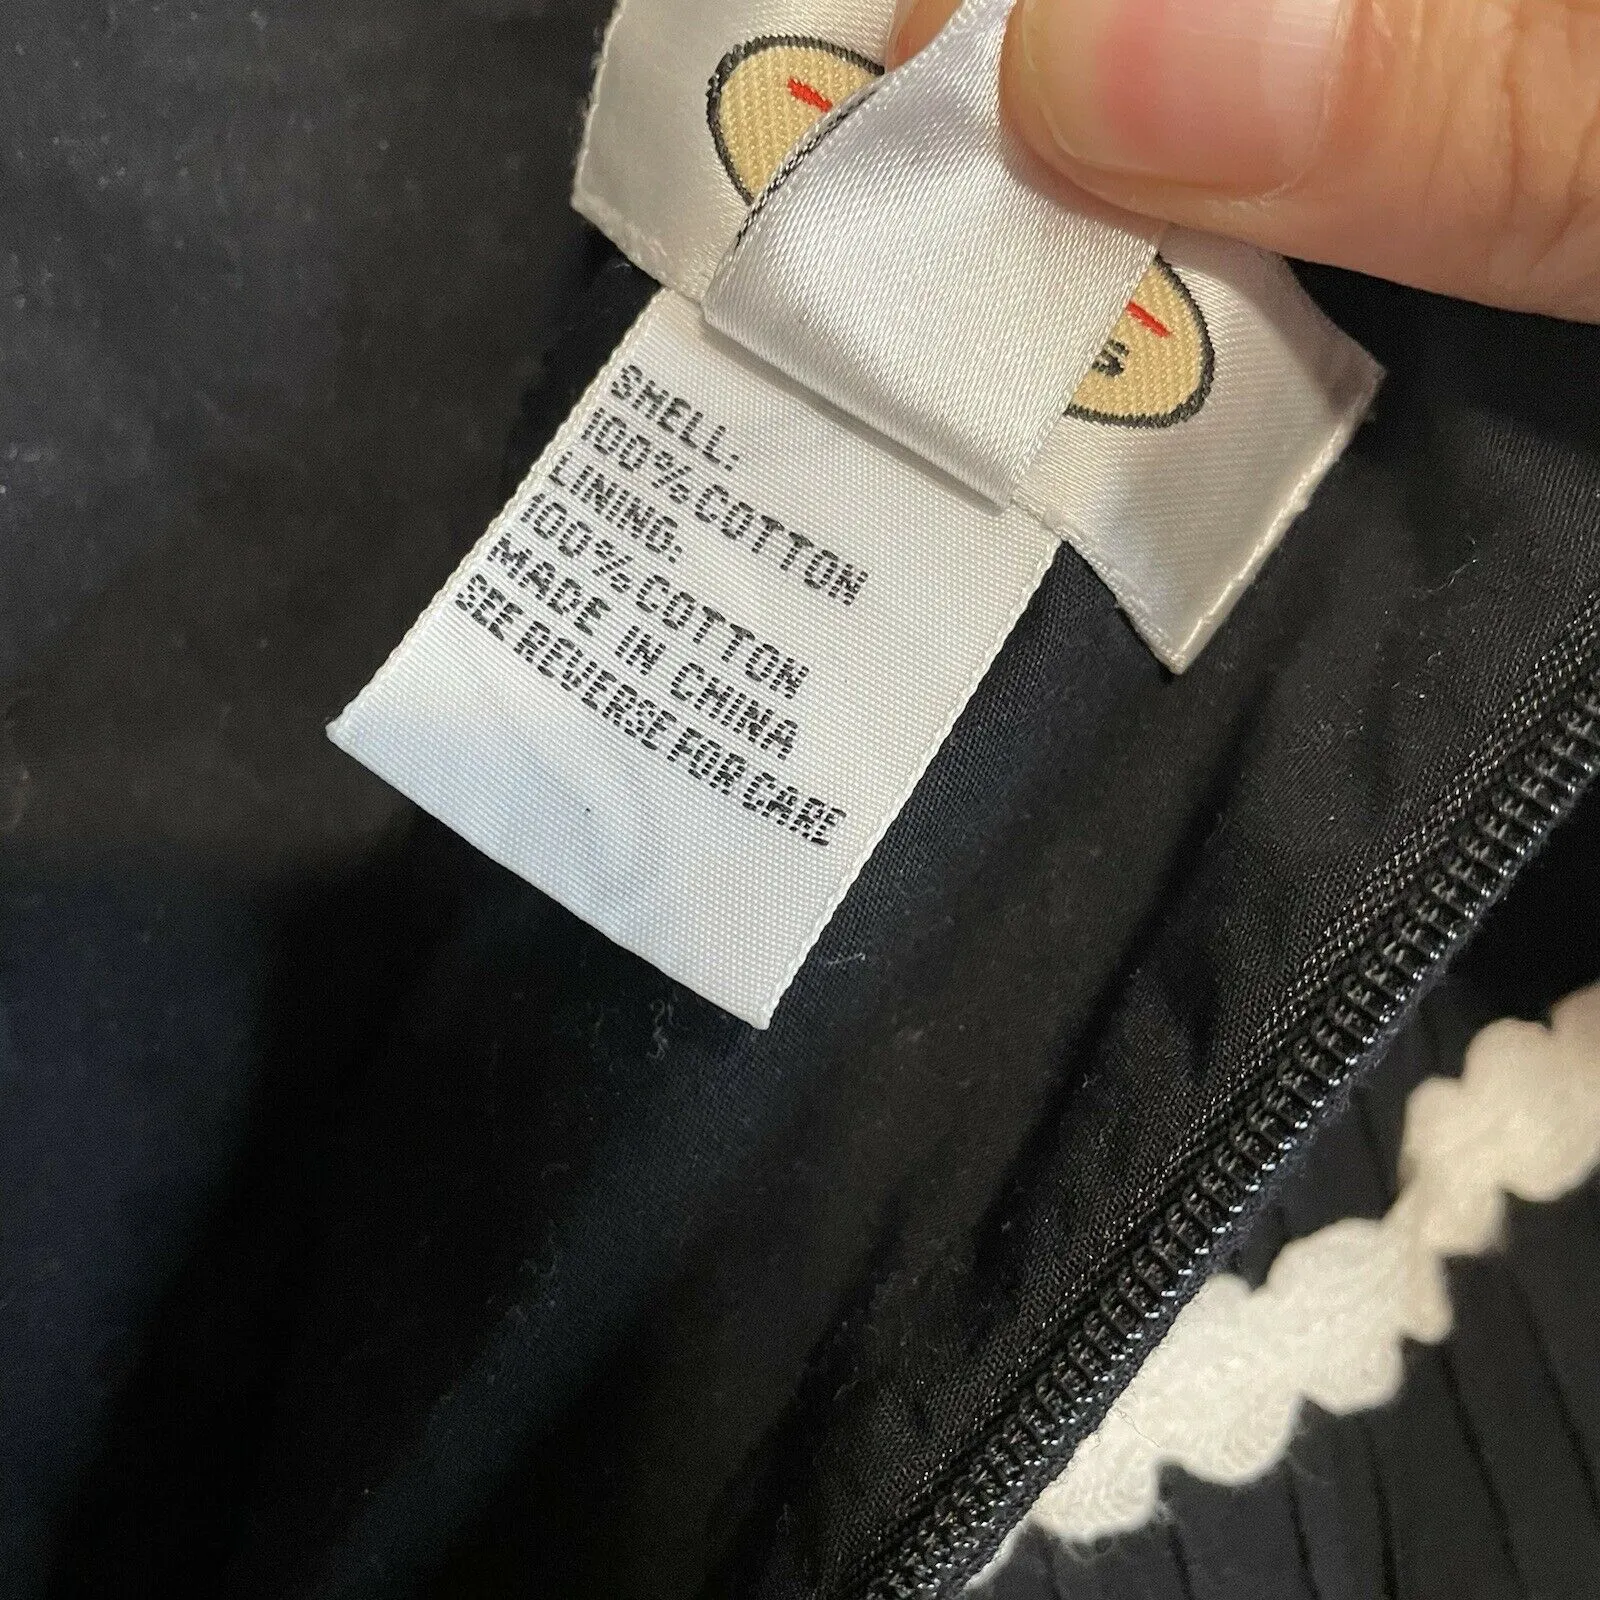 SHELL:
100% COTTON
LINING:
100% COTTON
MADE IN CHINA
SEE REVERSE FOR CARE